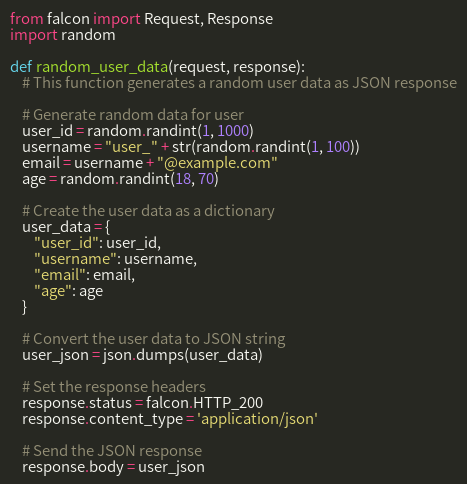 from falcon import Request, Response
import random

def random_user_data(request, response):
    # This function generates a random user data as JSON response

    # Generate random data for user
    user_id = random.randint(1, 1000)
    username = "user_" + str(random.randint(1, 100))
    email = username + "@example.com"
    age = random.randint(18, 70)

    # Create the user data as a dictionary
    user_data = {
        "user_id": user_id,
        "username": username,
        "email": email,
        "age": age
    }

    # Convert the user data to JSON string
    user_json = json.dumps(user_data)

    # Set the response headers
    response.status = falcon.HTTP_200
    response.content_type = 'application/json'

    # Send the JSON response
    response.body = user_json